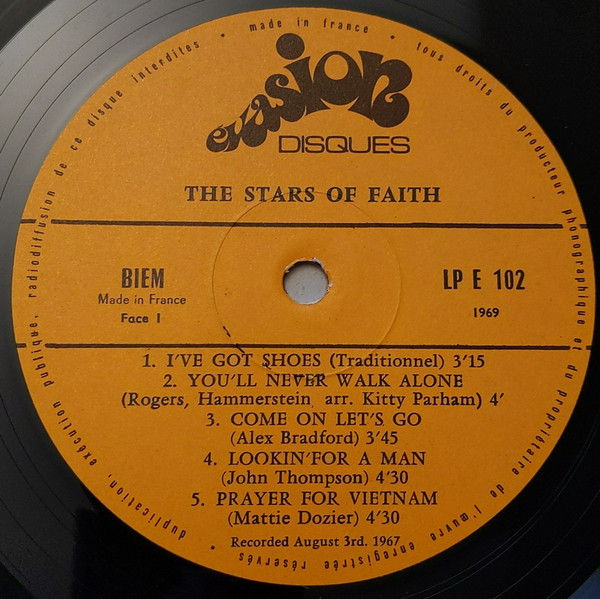 made in france • tous droits du producteur phonographique et du propriétaire de l'œuvre enregistrée réservés • duplication, exécution publique, radiodiffusion de ce disque interdites •
evasion
DISQUES
THE STARS OF FAITH
BIEM
Made in France
Face 1
LP E 102
1969
1. I'VE GOT SHOES (Traditionnel) 3'15
2. YOU'LL NEVER WALK ALONE
(Rogers, Hammerstein arr. Kitty Parham) 4'
3. COME ON LET'S GO
(Alex Bradford) 3'45
4. LOOKIN'FOR A MAN
(John Thompson) 4'30
5. PRAYER FOR VIETNAM
(Mattie Dozier) 4'30
Recorded August 3rd. 1967